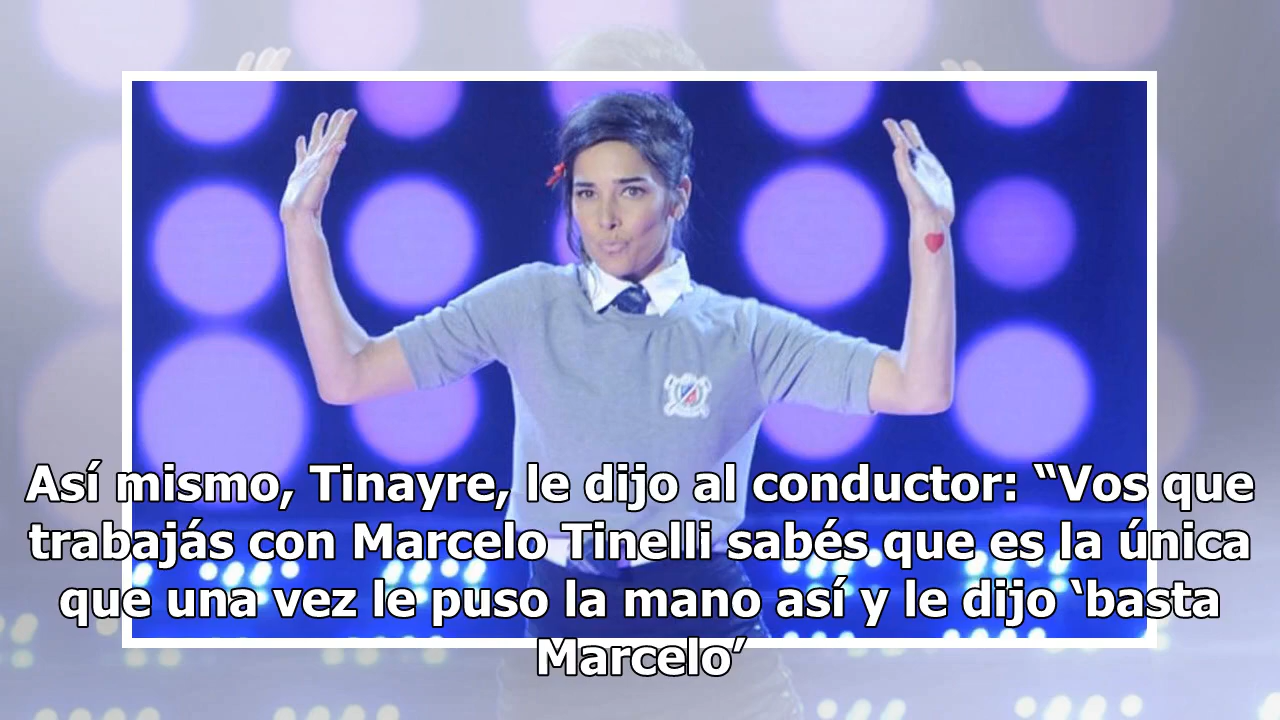 Así mismo, Tinayre, le dijo al conductor: “Vos que
trabajás con Marcelo Tinelli sabés que es la única
que una vez le puso la mano así y le dijo ‘basta
Marcelo’